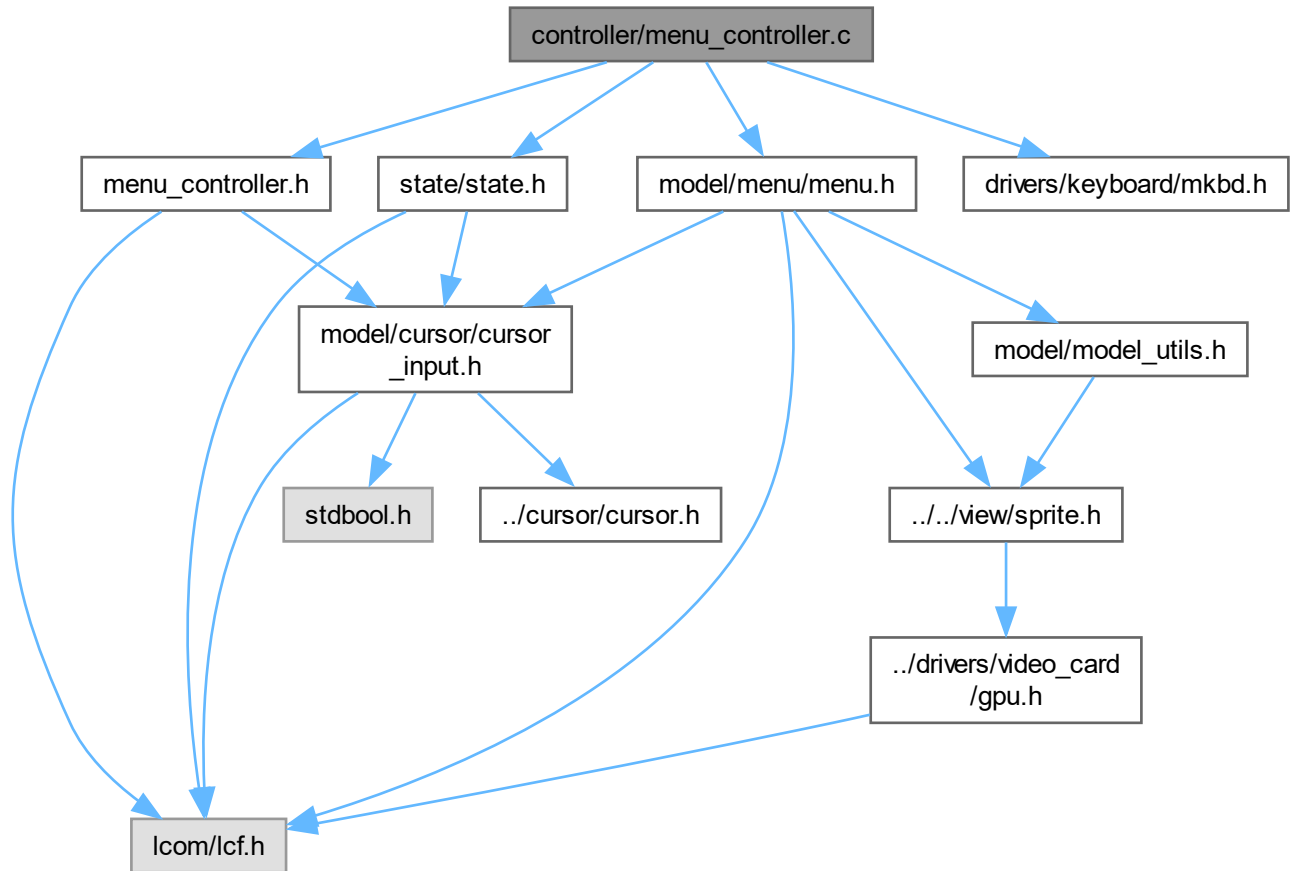 controller/menu_controller.c
menu_controller.h
state/state.h
model/menu/menu.h
drivers/keyboard/mkbd.h
model/cursor/cursor
_input.h
model/model_utils.h
stdbool.h
../cursor/cursor.h
../../view/sprite.h
../drivers/video_card
/gpu.h
lcom/lcf.h